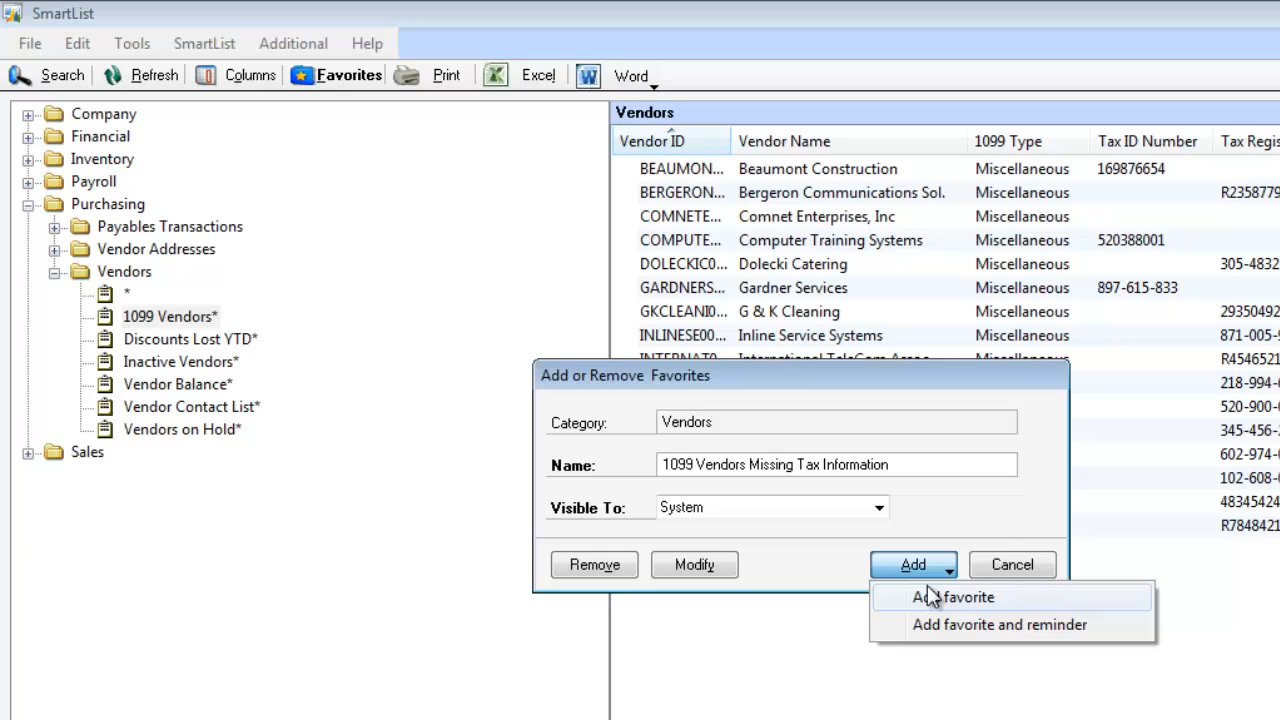 SmartList
File Edit Tools SmartList Additional Help
Search Refresh Columns Favorites Print Excel Word
Company
Financial
Inventory
Payroll
Purchasing
Payables Transactions
Vendor Addresses
Vendors
*
1099 Vendors*
Discounts Lost YTD*
Inactive Vendors*
Vendor Balance*
Vendor Contact List*
Vendors on Hold*
Sales
Vendors
Vendor ID Vendor Name 1099 Type Tax ID Number Tax Regis
BEAUMON... Beaumont Construction Miscellaneous 169876654
BERGERON... Bergeron Communications Sol. Miscellaneous R2358779
COMNETE... Comnet Enterprises, Inc Miscellaneous
COMPUTE... Computer Training Systems Miscellaneous 520388001
DOLECKIC0... Dolecki Catering Miscellaneous 305-4832
GARDNERS... Gardner Services Miscellaneous 897-615-833
GKCLEANI0... G & K Cleaning Miscellaneous 29350492
INLINESE00... Inline Service Systems Miscellaneous 871-005-
INTERNAT0... International TeleCom Miscellaneous R4546521
218-994-
520-900-
345-456-
602-974-
102-608-
48345424
R7848421
Add or Remove Favorites
Category: Vendors
Name: 1099 Vendors Missing Tax Information
Visible To: System
Remove Modify Add Cancel
Add favorite
Add favorite and reminder